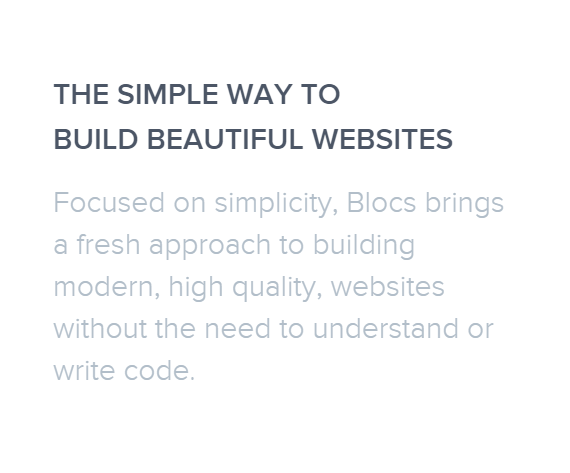 THE SIMPLE WAY TO
BUILD BEAUTIFUL WEBSITES
Focused on simplicity, Blocs brings
a fresh approach to building
modern, high quality, websites
without the need to understand or
write code.